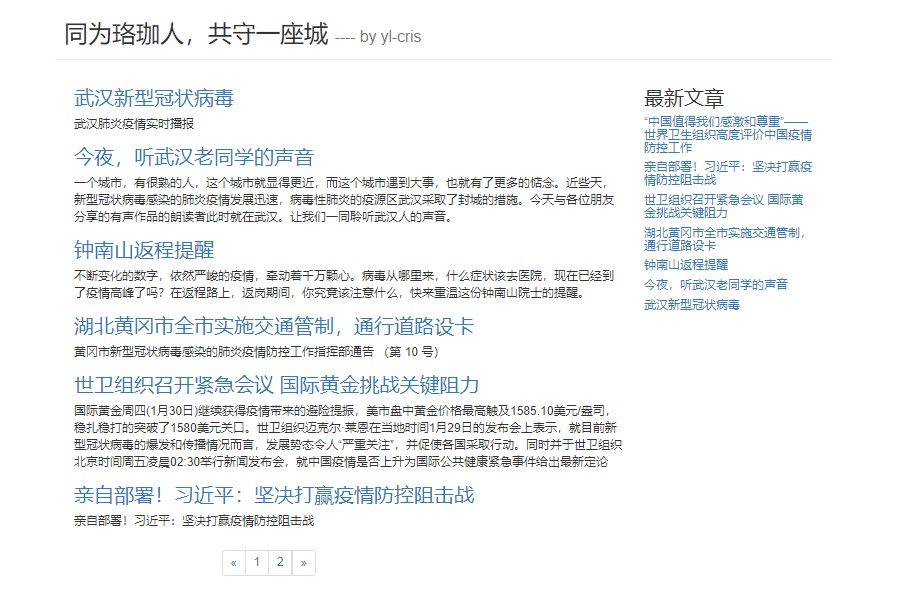 同为珞珈人，共守一座城 ---- by yl-cris
武汉新型冠状病毒
武汉肺炎疫情实时播报
今夜，听武汉老同学的声音
一个城市，有很熟的人，这个城市就显得更近，而这个城市遇到大事，也就有了更多的惦念。近些天，
新型冠状病毒感染的肺炎疫情发展迅速，病毒性肺炎的疫源区武汉采取了封城的措施。今天与各位朋友
分享的有声作品的朗读者此时就在武汉。让我们一同聆听武汉人的声音。
钟南山返程提醒
不断变化的数字，依然严峻的疫情，牵动着千万颗心。病毒从哪里来，什么症状该去医院，现在已经到
了疫情高峰了吗？在返程路上，返岗期间，你究竟该注意什么，快来重温这份钟南山院士的提醒。
湖北黄冈市全市实施交通管制，通行道路设卡
黄冈市新型冠状病毒感染的肺炎疫情防控工作指挥部通告 （第 10 号）
世卫组织召开紧急会议 国际黄金挑战关键阻力
国际黄金周四(1月30日)继续获得疫情带来的避险提振，美市盘中黄金价格最高触及1585.10美元/盎司，
稳扎稳打的突破了1580美元关口。世卫组织迈克尔·莱恩在当地时间1月29日的发布会上表示，就目前新
型冠状病毒的爆发和传播情况而言，发展势态令人“严重关注”，并促使各国采取行动。同时并于世卫组织
北京时间周五凌晨02:30举行新闻发布会，就中国疫情是否上升为国际公共健康紧急事件给出最新定论
亲自部署！习近平：坚决打赢疫情防控阻击战
亲自部署！习近平：坚决打赢疫情防控阻击战
« 1 2 »
最新文章
“中国值得我们感激和尊重”——
世界卫生组织高度评价中国疫情
防控工作
亲自部署！习近平：坚决打赢疫
情防控阻击战
世卫组织召开紧急会议 国际黄
金挑战关键阻力
湖北黄冈市全市实施交通管制，
通行道路设卡
钟南山返程提醒
今夜，听武汉老同学的声音
武汉新型冠状病毒